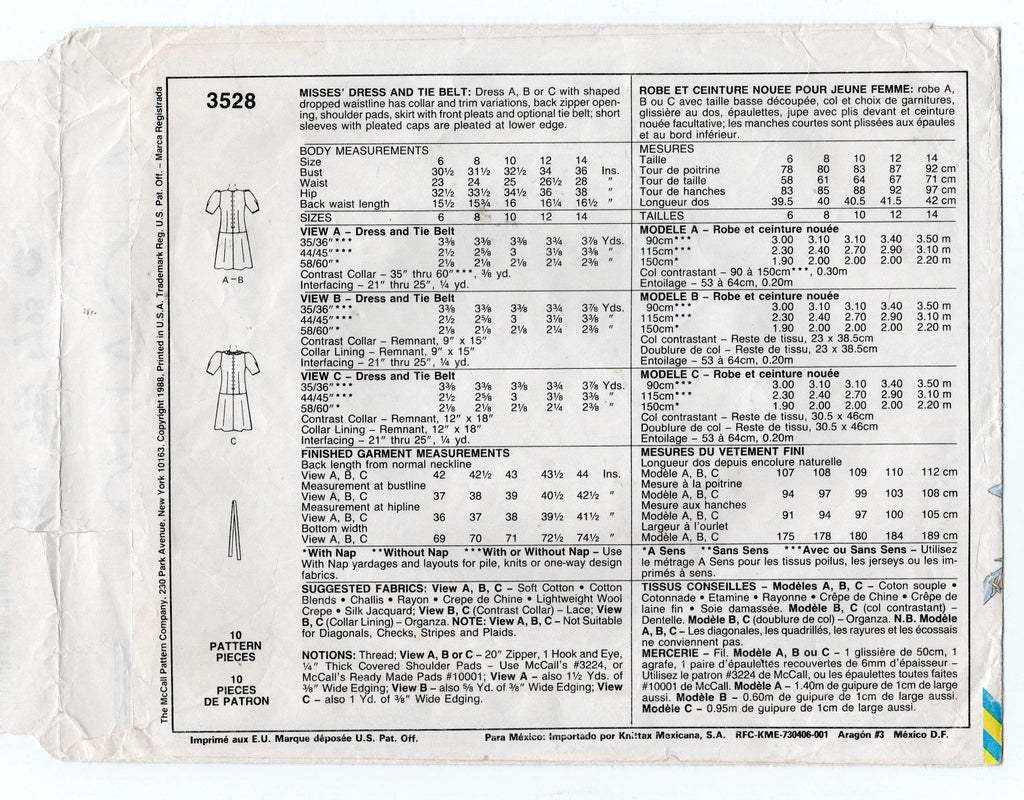 3528
A–B
C
10
PATTERN
PIECES
10
PIECES
DE PATRON
The McCall Pattern Company, 230 Park Avenue, New York 10163. Copyright 1988, Printed in U.S.A. Trademark Reg. U.S. Pat. Off. – Marca Registrada
MISSES' DRESS AND TIE BELT: Dress A, B or C with shaped
dropped waistline has collar and trim variations, back zipper open-
ing, shoulder pads, skirt with front pleats and optional tie belt; short
sleeves with pleated caps are pleated at lower edge.
BODY MEASUREMENTS
Size 6 8 10 12 14
Bust 30½ 31½ 32½ 34 36 Ins.
Waist 23 24 25 26½ 28 "
Hip 32½ 33½ 34½ 36 38 "
Back waist length 15½ 15¾ 16 16¼ 16½ "
SIZES 6 8 10 12 14
VIEW A – Dress and Tie Belt
35/36"*** 3⅜ 3⅜ 3⅜ 3¾ 3⅞ Yds.
44/45"*** 2½ 2⅝ 3 3⅛ 3⅜ "
58/60"* 2⅛ 2⅛ 2⅛ 2¼ 2⅜ "
Contrast Collar – 35" thru 60"***, ⅜ yd.
Interfacing – 21" thru 25", ¼ yd.
VIEW B – Dress and Tie Belt
35/36"*** 3⅜ 3⅜ 3⅜ 3¾ 3⅞ Yds.
44/45"*** 2½ 2⅝ 3 3⅛ 3⅜ "
58/60"* 2⅛ 2⅛ 2⅛ 2¼ 2⅜ "
Contrast Collar – Remnant, 9" x 15"
Collar Lining – Remnant, 9" x 15"
Interfacing – 21" thru 25", ¼ yd.
VIEW C – Dress and Tie Belt
35/36"*** 3⅜ 3⅜ 3⅜ 3¾ 3⅞ Yds.
44/45"*** 2½ 2⅝ 3 3⅛ 3⅜ "
58/60"* 2⅛ 2⅛ 2⅛ 2¼ 2⅜ "
Contrast Collar – Remnant, 12" x 18"
Collar Lining – Remnant, 12" x 18"
Interfacing – 21" thru 25", ¼ yd.
FINISHED GARMENT MEASUREMENTS
Back length from normal neckline
View A, B, C 42 42½ 43 43½ 44 Ins.
Measurement at bustline
View A, B, C 37 38 39 40½ 42½ "
Measurement at hipline
View A, B, C 36 37 38 39½ 41½ "
Bottom width
View A, B, C 69 70 71 72½ 74½ "
*With Nap **Without Nap ***With or Without Nap – Use
With Nap yardages and layouts for pile, knits or one-way design
fabrics.
SUGGESTED FABRICS: View A, B, C – Soft Cotton • Cotton
Blends • Challis • Rayon • Crepe de Chine • Lightweight Wool
Crepe • Silk Jacquard; View B, C (Contrast Collar) – Lace; View
B, C (Collar Lining) – Organza. NOTE: View A, B, C – Not Suitable
for Diagonals, Checks, Stripes and Plaids.
NOTIONS: Thread; View A, B or C – 20" Zipper, 1 Hook and Eye,
¼" Thick Covered Shoulder Pads – Use McCall's #3224, or
McCall's Ready Made Pads #10001; View A – also 1½ Yds. of
⅜" Wide Edging; View B – also ⅝ Yd. of ⅜" Wide Edging; View
C – also 1 Yd. of ⅜" Wide Edging.
ROBE ET CEINTURE NOUEE POUR JEUNE FEMME: robe A,
B ou C avec taille basse découpée, col et choix de garnitures,
glissière au dos, épaulettes, jupe avec plis devant et ceinture
nouée facultative; les manches courtes sont plissées aux épaules
et au bord inférieur.
MESURES
Taille 6 8 10 12 14
Tour de poitrine 78 80 83 87 92 cm
Tour de taille 58 61 64 67 71 cm
Tour de hanches 83 85 88 92 97 cm
Longueur dos 39.5 40 40.5 41.5 42 cm
TAILLES 6 8 10 12 14
MODELE A – Robe et ceinture nouée
90cm*** 3.00 3.10 3.10 3.40 3.50 m
115cm*** 2.30 2.40 2.70 2.90 3.10 m
150cm* 1.90 2.00 2.00 2.00 2.20 m
Col contrastant – 90 à 150cm***, 0.30m
Entoilage – 53 à 64cm, 0.20m
MODELE B – Robe et ceinture nouée
90cm*** 3.00 3.10 3.10 3.40 3.50 m
115cm*** 2.30 2.40 2.70 2.90 3.10 m
150cm* 1.90 2.00 2.00 2.00 2.20 m
Col contrastant – Reste de tissu, 23 x 38.5cm
Doublure de col – Reste de tissu, 23 x 38.5cm
Entoilage – 53 à 64cm, 0.20m
MODELE C – Robe et ceinture nouée
90cm*** 3.00 3.10 3.10 3.40 3.50 m
115cm*** 2.30 2.40 2.70 2.90 3.10 m
150cm* 1.90 2.00 2.00 2.00 2.20 m
Col contrastant – Reste de tissu, 30.5 x 46cm
Doublure de col – Reste de tissu, 30.5 x 46cm
Entoilage – 53 à 64cm, 0.20m
MESURES DU VETEMENT FINI
Longueur dos depuis encolure naturelle
Modèle A, B, C 107 108 109 110 112 cm
Mesure à la poitrine
Modèle A, B, C 94 97 99 103 108 cm
Mesure aux hanches
Modèle A, B, C 91 94 97 100 105 cm
Largeur à l'ourlet
Modèle A, B, C 175 178 180 184 189 cm
*A Sens **Sans Sens ***Avec ou Sans Sens – Utilisez
le métrage A Sens pour les tissus poilus, les jerseys ou les im-
primés à sens.
TISSUS CONSEILLES – Modèles A, B, C – Coton souple •
Cotonnade • Etamine • Rayonne • Crêpe de Chine • Crêpe de
laine fin • Soie damassée. Modèle B, C (col contrastant) –
Dentelle. Modèle B, C (doublure de col) – Organza. N.B. Modèle
A, B, C – Les diagonales, les quadrillés, les rayures et les écossais
ne conviennent pas.
MERCERIE – Fil. Modèle A, B ou C – 1 glissière de 50cm, 1
agrafe, 1 paire d'épaulettes recouvertes de 6mm d'épaisseur –
Utilisez le patron #3224 de McCall, ou les épaulettes toutes faites
#10001 de McCall. Modèle A – 1.40m de guipure de 1cm de large
aussi. Modèle B – 0.60m de guipure de 1cm de large aussi.
Modèle C – 0.95m de guipure de 1cm de large aussi.
Imprimé aux E.U. Marque déposée U.S. Pat. Off. Para México: Importado por Knittax Mexicana, S.A. RFC-KME-730406-001 Aragón #3 México D.F.